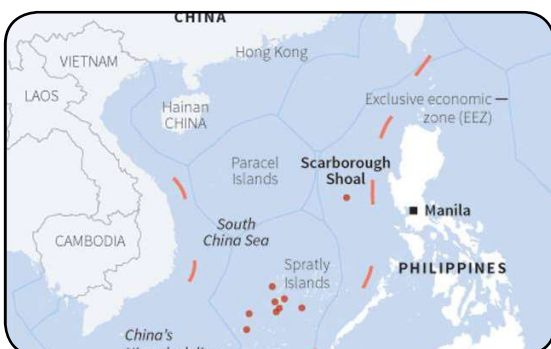 CHINA
Hong Kong
VIETNAM
LAOS
Hainan
CHINA
Exclusive economic
zone (EEZ)
Paracel
Islands
Scarborough
Shoal
Manila
South
China Sea
CAMBODIA
Spratly
Islands
PHILIPPINES
China's